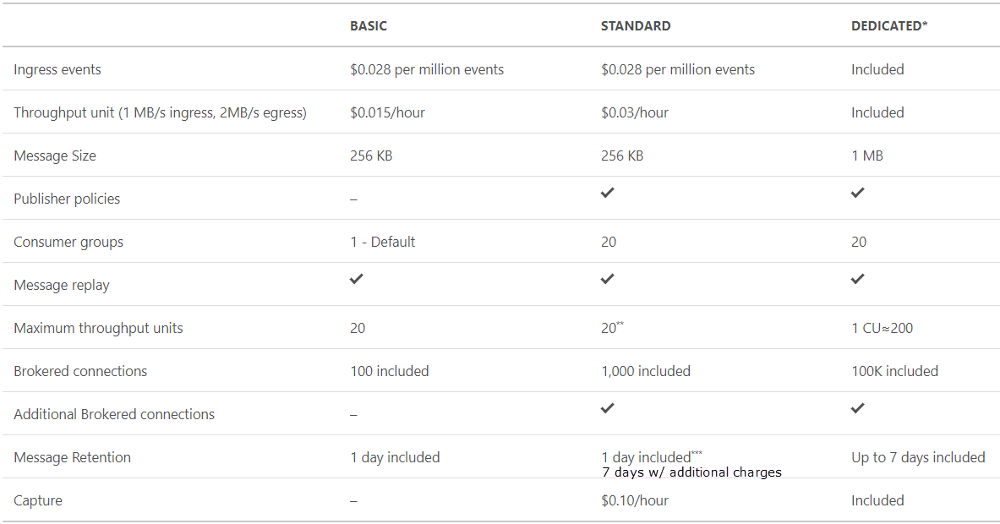 BASIC STANDARD DEDICATED*
Ingress events $0.028 per million events $0.028 per million events Included
Throughput unit (1 MB/s ingress, 2MB/s egress) $0.015/hour $0.03/hour Included
Message Size 256 KB 256 KB 1 MB
Publisher policies – ✓ ✓
Consumer groups 1 - Default 20 20
Message replay ✓ ✓ ✓
Maximum throughput units 20 20** 1 CU≈200
Brokered connections 100 included 1,000 included 100K included
Additional Brokered connections – ✓ ✓
Message Retention 1 day included 1 day included*** Up to 7 days included
7 days w/ additional charges
Capture – $0.10/hour Included